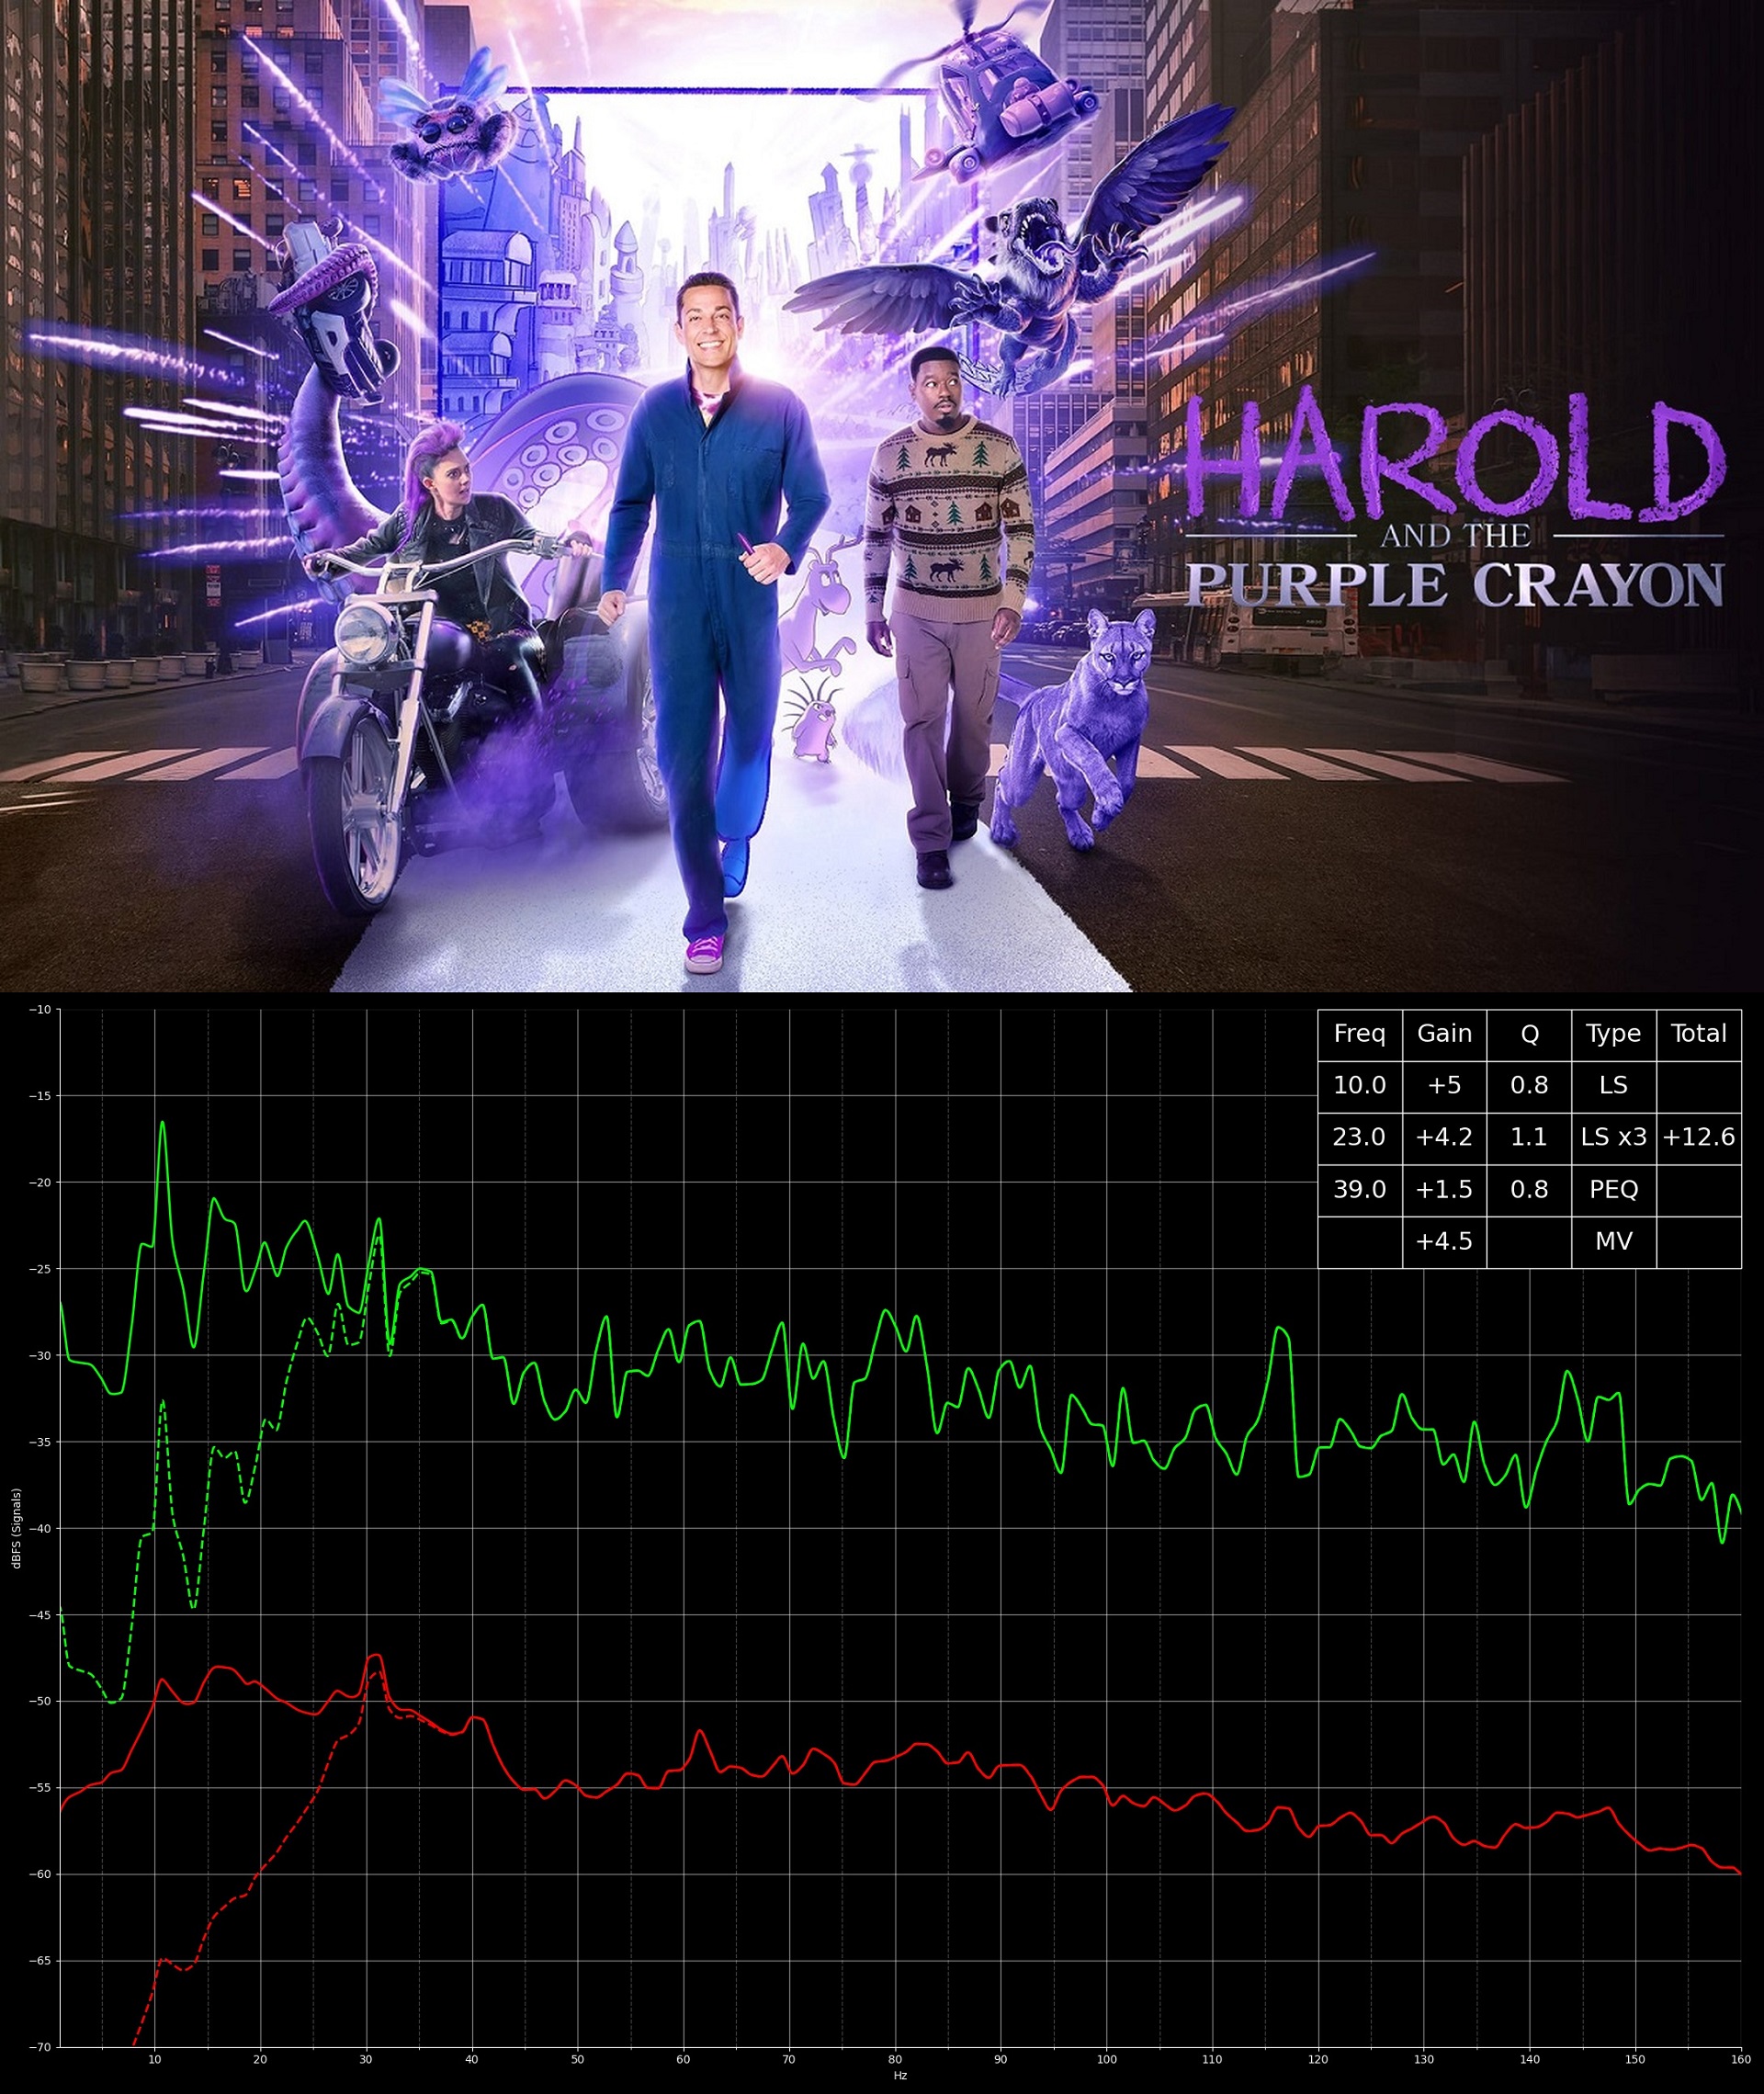 HAROLD
AND THE
PURPLE CRAYON
Freq Gain Q Type Total
10.0 +5 0.8 LS
23.0 +4.2 1.1 LS x3 +12.6
39.0 +1.5 0.8 PEQ
+4.5 MV
−10
−15
−20
−25
−30
−35
−40
−45
−50
−55
−60
−65
−70
dBFS (Signals)
10 20 30 40 50 60 70 80 90 100 110 120 130 140 150 160
Hz